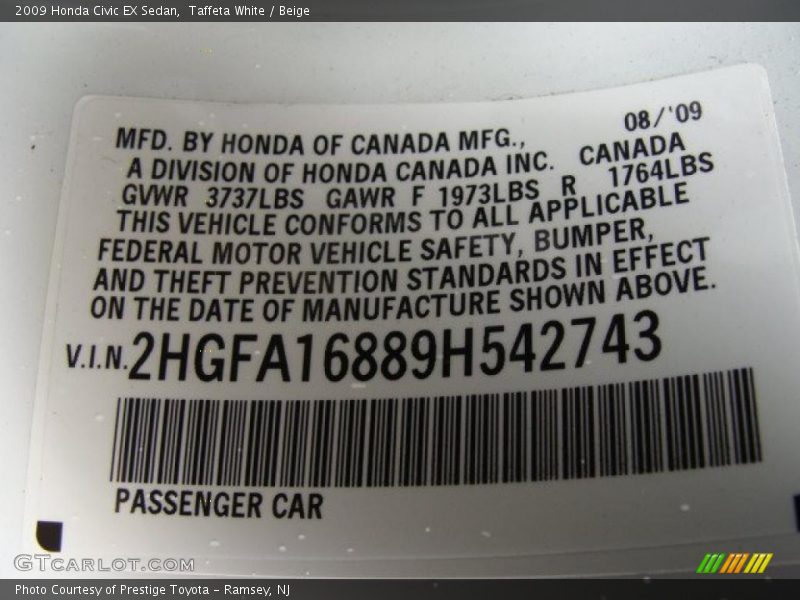 2009 Honda Civic EX Sedan, Taffeta White / Beige
08/'09
MFD. BY HONDA OF CANADA MFG.,
A DIVISION OF HONDA CANADA INC. CANADA
GVWR 3737LBS GAWR F 1973LBS R 1764LBS
THIS VEHICLE CONFORMS TO ALL APPLICABLE
FEDERAL MOTOR VEHICLE SAFETY, BUMPER,
AND THEFT PREVENTION STANDARDS IN EFFECT
ON THE DATE OF MANUFACTURE SHOWN ABOVE.
V.I.N. 2HGFA16889H542743
PASSENGER CAR
GTCARLOT.COM
Photo Courtesy of Prestige Toyota - Ramsey, NJ